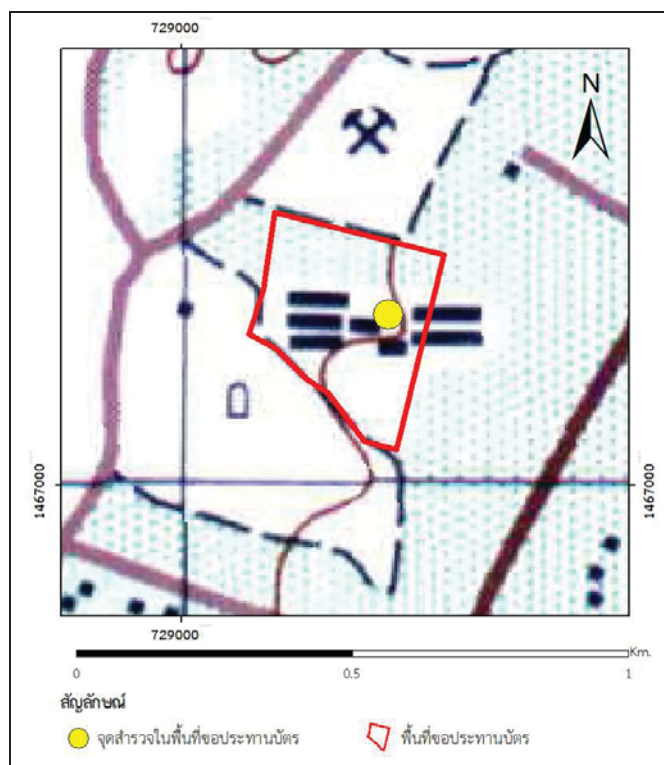 729000
N
1467000
1467000
729000
Km.
0 0.5 1
สัญลักษณ์
จุดสำรวจในพื้นที่ขอประทานบัตร พื้นที่ขอประทานบัตร